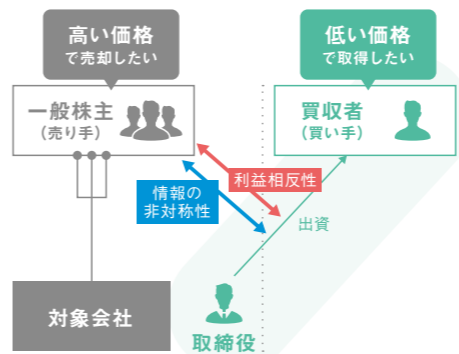 高い価格
で売却したい
低い価格
で取得したい
一般株主
（売り手）
買収者
（買い手）
利益相反性
情報の
非対称性
出資
対象会社
取締役